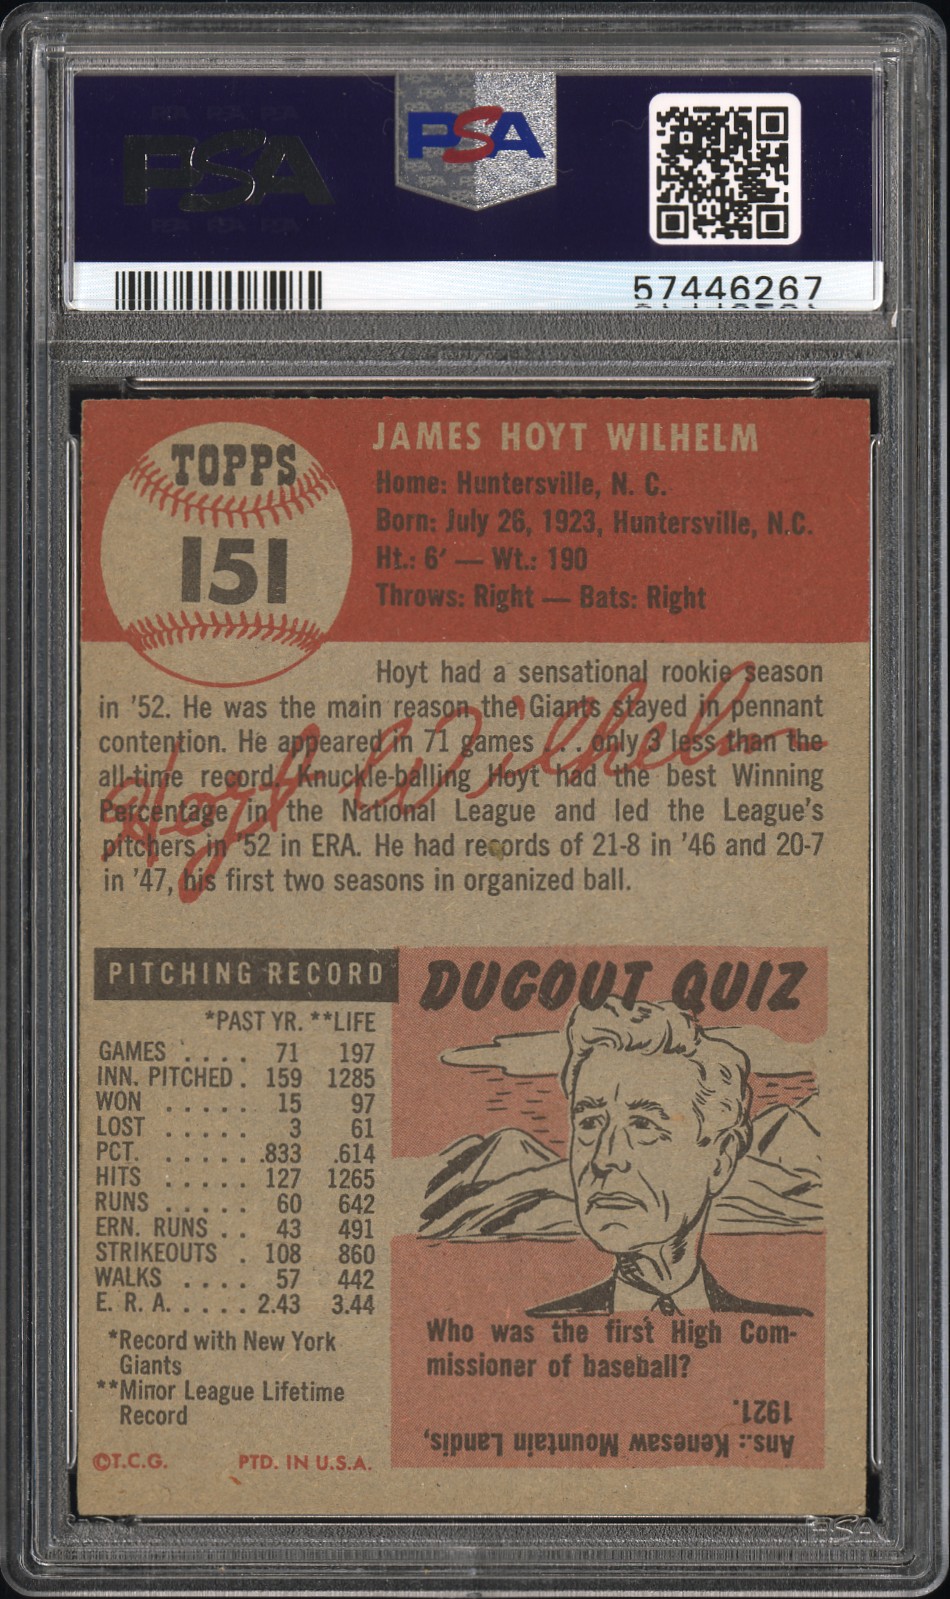 PSA
PSA
57446267
TOPPS
151
JAMES HOYT WILHELM
Home: Huntersville, N. C.
Born: July 26, 1923, Huntersville, N.C.
Ht.: 6' — Wt.: 190
Throws: Right — Bats: Right
Hoyt had a sensational rookie season
in '52. He was the main reason the Giants stayed in pennant
contention. He appeared in 71 games . . . only 3 less than the
all-time record. Knuckle-balling Hoyt had the best Winning
Percentage in the National League and led the League's
pitchers in '52 in ERA. He had records of 21-8 in '46 and 20-7
in '47, his first two seasons in organized ball.
Hoyt Wilhelm
PITCHING RECORD
*PAST YR. **LIFE
GAMES . . . . 71 197
INN. PITCHED . 159 1285
WON . . . . . 15 97
LOST . . . . . 3 61
PCT. . . . . . .833 .614
HITS . . . . . 127 1265
RUNS . . . . . 60 642
ERN. RUNS . . 43 491
STRIKEOUTS . 108 860
WALKS . . . . 57 442
E. R. A. . . . . 2.43 3.44
*Record with New York
Giants
**Minor League Lifetime
Record
©T.C.G. PTD. IN U.S.A.
DUGOUT QUIZ
Who was the first High Com-
missioner of baseball?
Ans.: Kenesaw Mountain Landis,
1921.